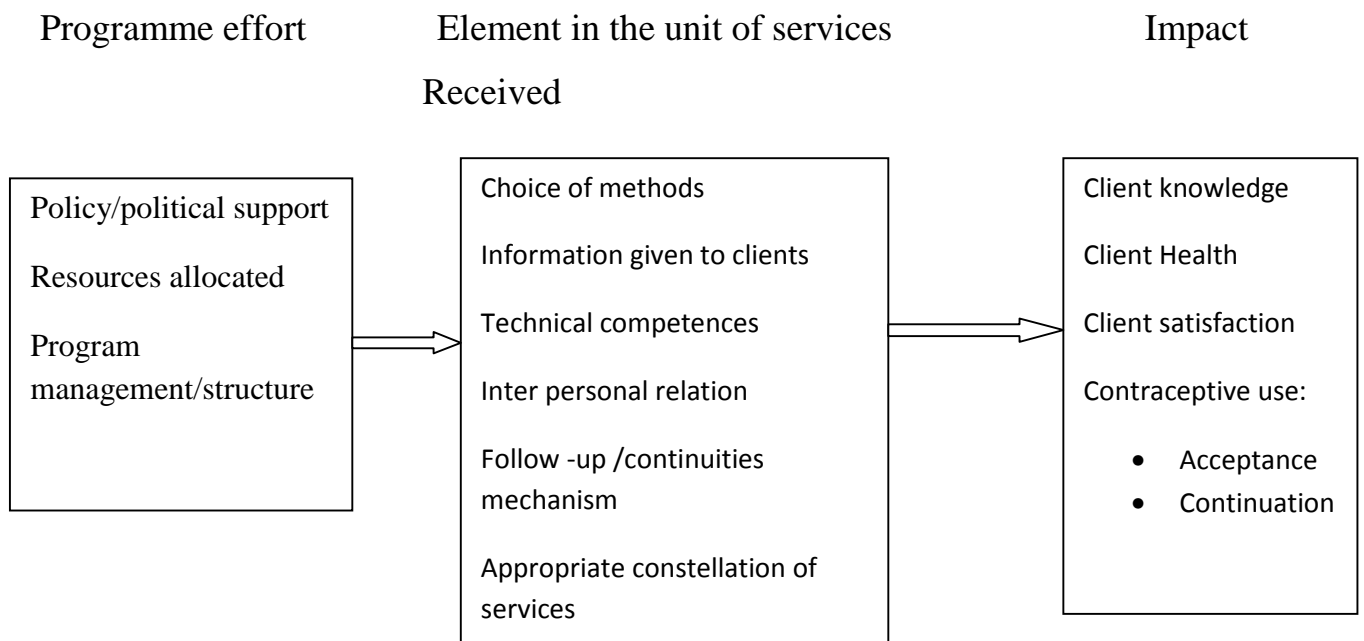 Programme effort
Element in the unit of services
Received
Impact
Policy/political support
Resources allocated
Program
management/structure
Choice of methods
Information given to clients
Technical competences
Inter personal relation
Follow -up /continuities
mechanism
Appropriate constellation of
services
Client knowledge
Client Health
Client satisfaction
Contraceptive use:
• Acceptance
• Continuation